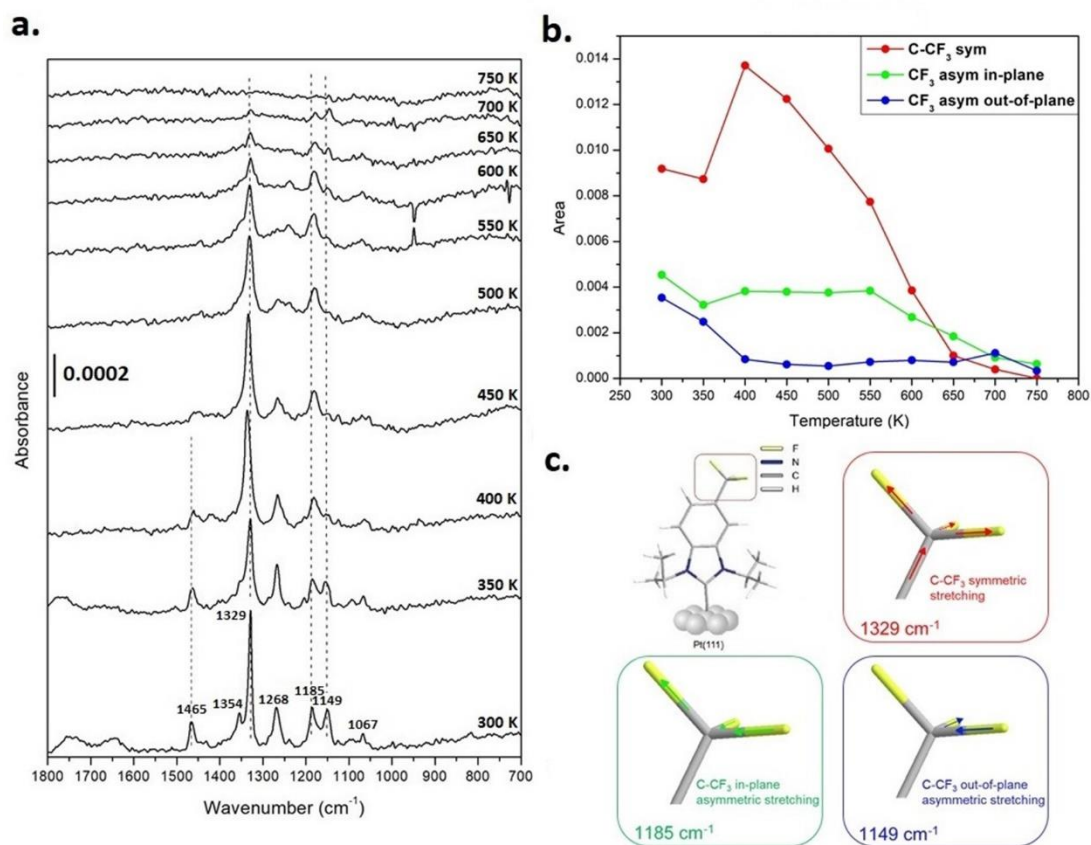 a.
750 K
700 K
650 K
600 K
550 K
500 K
450 K
400 K
350 K
300 K
0.0002
1329
1465
1354
1268
1185
1149
1067
Absorbance
1800 1700 1600 1500 1400 1300 1200 1100 1000 900 800 700
Wavenumber (cm⁻¹)
b.
C-CF₃ sym
CF₃ asym in-plane
CF₃ asym out-of-plane
0.014
0.012
0.010
0.008
0.006
0.004
0.002
0.000
Area
250 300 350 400 450 500 550 600 650 700 750 800
Temperature (K)
c.
F
N
C
H
Pt(111)
C-CF₃ symmetric
stretching
1329 cm⁻¹
C-CF₃ in-plane
asymmetric stretching
1185 cm⁻¹
C-CF₃ out-of-plane
asymmetric stretching
1149 cm⁻¹